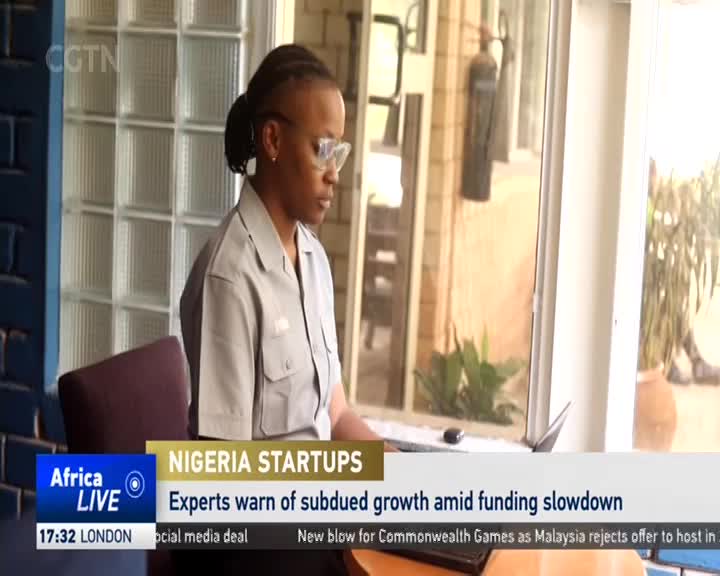 CGTN
NIGERIA STARTUPS
Africa
LIVE
Experts warn of subdued growth amid funding slowdown
17:32 LONDON
ocial media deal New blow for Commonwealth Games as Malaysia rejects offer to host in